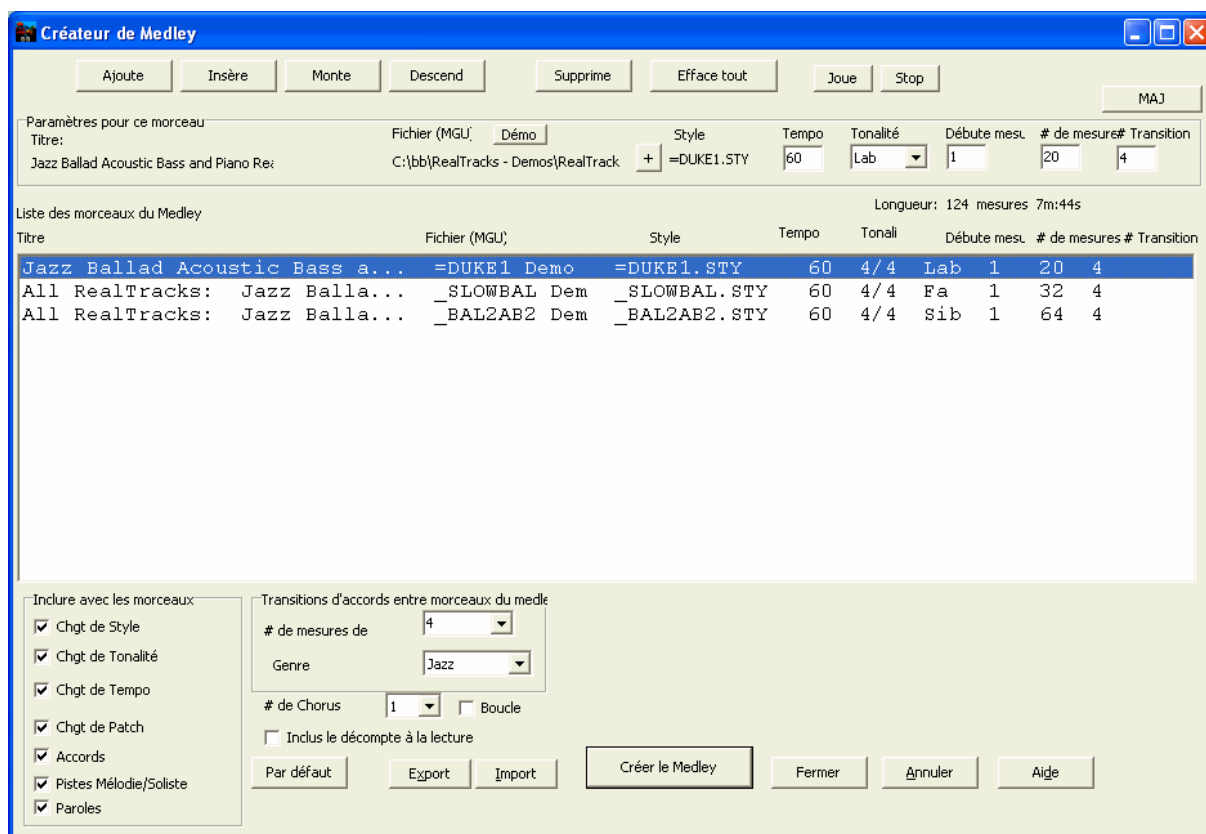 Créateur de Medley
Ajoute Insère Monte Descend Supprime Efface tout Joue Stop
MAJ
Paramètres pour ce morceau
Titre: Fichier (MGU) Démo Style Tempo Tonalité Débute mesu # de mesure # Transition
Jazz Ballad Acoustic Bass and Piano Rea C:\bb\RealTracks - Demos\RealTrack + =DUKE1.STY 60 Lab 1 20 4
Longueur: 124 mesures 7m:44s
Liste des morceaux du Medley
Titre Fichier (MGU) Style Tempo Tonali Débute mesu # de mesures # Transition
Jazz Ballad Acoustic Bass a... =DUKE1 Demo =DUKE1.STY 60 4/4 Lab 1 20 4
All RealTracks: Jazz Balla... _SLOWBAL Dem _SLOWBAL.STY 60 4/4 Fa 1 32 4
All RealTracks: Jazz Balla... _BAL2AB2 Dem _BAL2AB2.STY 60 4/4 Sib 1 64 4
Inclure avec les morceaux
Chgt de Style
Chgt de Tonalité
Chgt de Tempo
Chgt de Patch
Accords
Pistes Mélodie/Soliste
Paroles
Transitions d'accords entre morceaux du medle
# de mesures de 4
Genre Jazz
# de Chorus 1 Boucle
Inclus le décompte à la lecture
Par défaut Export Import Créer le Medley Fermer Annuler Aide